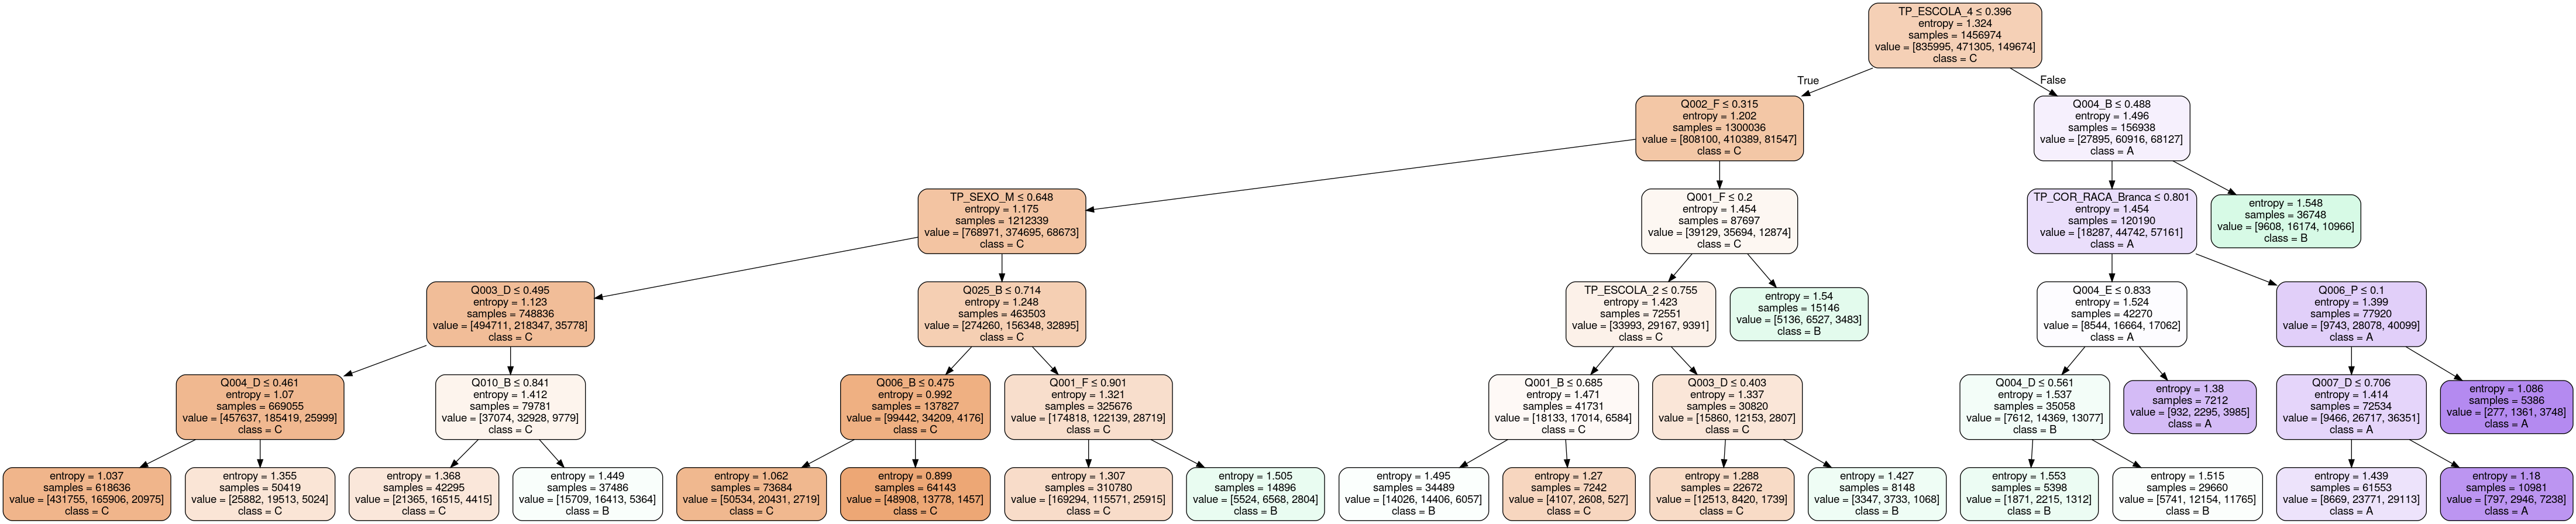 TP_ESCOLA_4 ≤ 0.396
entropy = 1.324
samples = 1456974
value = [835995, 471305, 149674]
class = C
True
False
Q002_F ≤ 0.315
entropy = 1.202
samples = 1300036
value = [808100, 410389, 81547]
class = C
Q004_B ≤ 0.488
entropy = 1.496
samples = 156938
value = [27895, 60916, 68127]
class = A
TP_SEXO_M ≤ 0.648
entropy = 1.175
samples = 1212339
value = [768971, 374695, 68673]
class = C
Q001_F ≤ 0.2
entropy = 1.454
samples = 87697
value = [39129, 35694, 12874]
class = C
TP_COR_RACA_Branca ≤ 0.801
entropy = 1.454
samples = 120190
value = [18287, 44742, 57161]
class = A
entropy = 1.548
samples = 36748
value = [9608, 16174, 10966]
class = B
Q003_D ≤ 0.495
entropy = 1.123
samples = 748836
value = [494711, 218347, 35778]
class = C
Q025_B ≤ 0.714
entropy = 1.248
samples = 463503
value = [274260, 156348, 32895]
class = C
TP_ESCOLA_2 ≤ 0.755
entropy = 1.423
samples = 72551
value = [33993, 29167, 9391]
class = C
entropy = 1.54
samples = 15146
value = [5136, 6527, 3483]
class = B
Q004_E ≤ 0.833
entropy = 1.524
samples = 42270
value = [8544, 16664, 17062]
class = A
Q006_P ≤ 0.1
entropy = 1.399
samples = 77920
value = [9743, 28078, 40099]
class = A
Q004_D ≤ 0.461
entropy = 1.07
samples = 669055
value = [457637, 185419, 25999]
class = C
Q010_B ≤ 0.841
entropy = 1.412
samples = 79781
value = [37074, 32928, 9779]
class = C
Q006_B ≤ 0.475
entropy = 0.992
samples = 137827
value = [99442, 34209, 4176]
class = C
Q001_F ≤ 0.901
entropy = 1.321
samples = 325676
value = [174818, 122139, 28719]
class = C
Q001_B ≤ 0.685
entropy = 1.471
samples = 41731
value = [18133, 17014, 6584]
class = C
Q003_D ≤ 0.403
entropy = 1.337
samples = 30820
value = [15860, 12153, 2807]
class = C
Q004_D ≤ 0.561
entropy = 1.537
samples = 35058
value = [7612, 14369, 13077]
class = B
entropy = 1.38
samples = 7212
value = [932, 2295, 3985]
class = A
Q007_D ≤ 0.706
entropy = 1.414
samples = 72534
value = [9466, 26717, 36351]
class = A
entropy = 1.086
samples = 5386
value = [277, 1361, 3748]
class = A
entropy = 1.037
samples = 618636
value = [431755, 165906, 20975]
class = C
entropy = 1.355
samples = 50419
value = [25882, 19513, 5024]
class = C
entropy = 1.368
samples = 42295
value = [21365, 16515, 4415]
class = C
entropy = 1.449
samples = 37486
value = [15709, 16413, 5364]
class = B
entropy = 1.062
samples = 73684
value = [50534, 20431, 2719]
class = C
entropy = 0.899
samples = 64143
value = [48908, 13778, 1457]
class = C
entropy = 1.307
samples = 310780
value = [169294, 115571, 25915]
class = C
entropy = 1.505
samples = 14896
value = [5524, 6568, 2804]
class = B
entropy = 1.495
samples = 34489
value = [14026, 14406, 6057]
class = B
entropy = 1.27
samples = 7242
value = [4107, 2608, 527]
class = C
entropy = 1.288
samples = 22672
value = [12513, 8420, 1739]
class = C
entropy = 1.427
samples = 8148
value = [3347, 3733, 1068]
class = B
entropy = 1.553
samples = 5398
value = [1871, 2215, 1312]
class = B
entropy = 1.515
samples = 29660
value = [5741, 12154, 11765]
class = B
entropy = 1.439
samples = 61553
value = [8669, 23771, 29113]
class = A
entropy = 1.18
samples = 10981
value = [797, 2946, 7238]
class = A